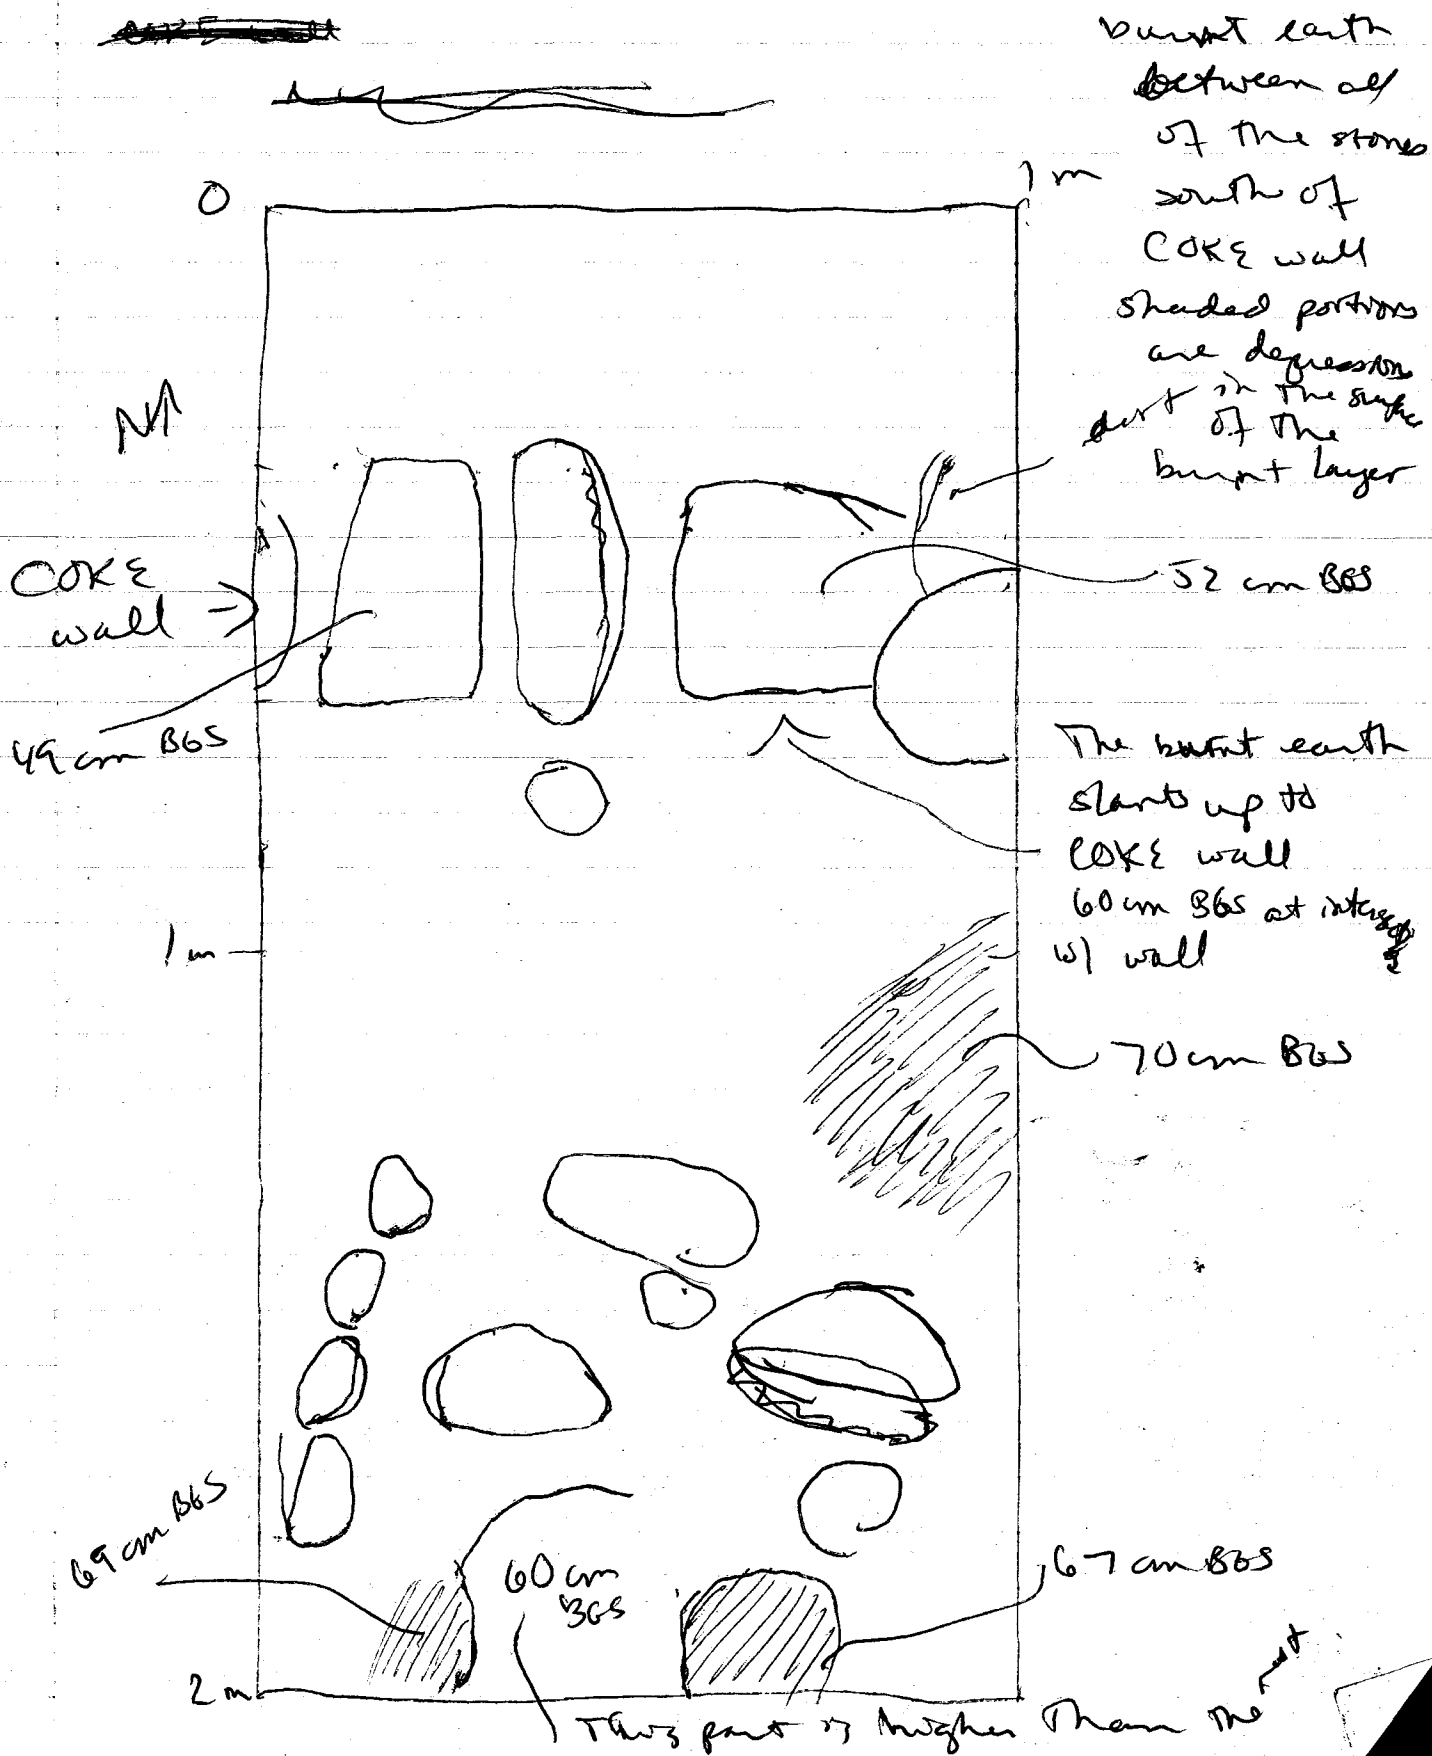 burnt earth
between all
of the stones
south of
COKE wall
shaded portions
are depressions
in the surface
of the
burnt layer
0
1 m
N
dirt
COKE
wall →
52 cm BGS
49 cm BGS
The burnt earth
slants up to
COKE wall
60 cm BGS at
w/ wall
1 m
70 cm BGS
69 cm BGS
60 cm
BGS
67 cm BGS
2 m
This part is higher than the rest